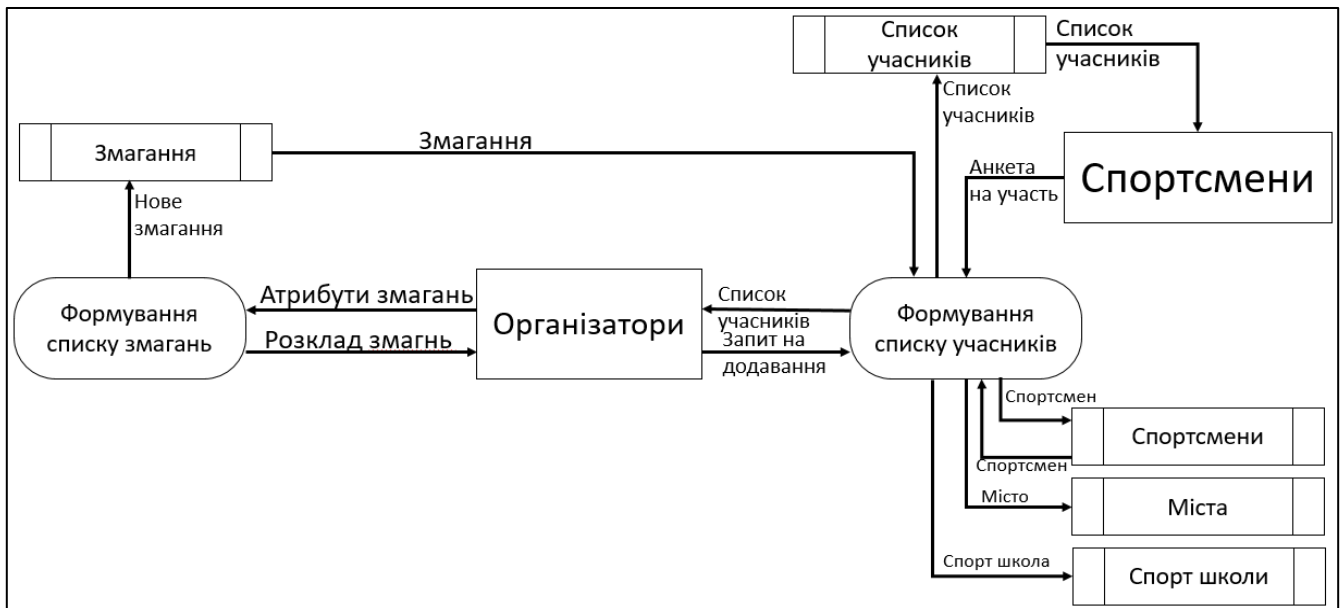 Список
учасників
Список
учасників
Список
учасників
Змагання
Змагання
Анкета
на участь
Спортсмени
Нове
змагання
Формування
списку змагань
Атрибути змагань
Розклад змагнь
Організатори
Список
учасників
Запит на
додавання
Формування
списку учасників
Спортсмен
Спортсмени
Спортсмен
Місто
Міста
Спорт школа
Спорт школи